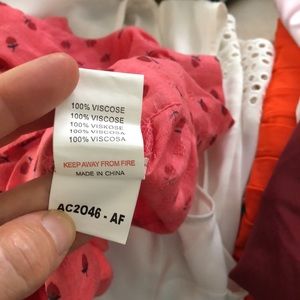 100% VISCOSE
100% VISCOSE
100% VISKOSE
100% VISCOSA
100% VISCOSA
KEEP AWAY FROM FIRE
MADE IN CHINA
AC2046 - AF